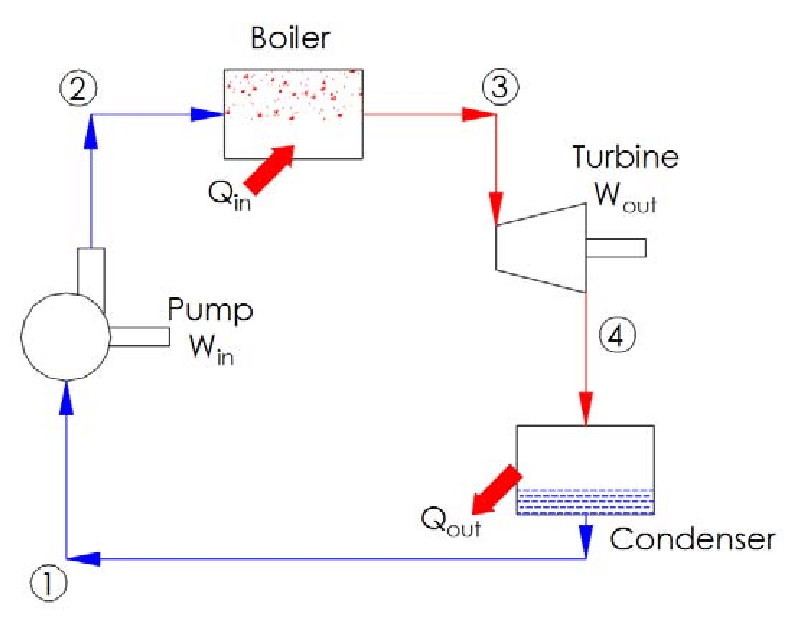 Boiler
②
③
Q_in
Turbine
W_out
Pump
W_in
④
Q_out
Condenser
①